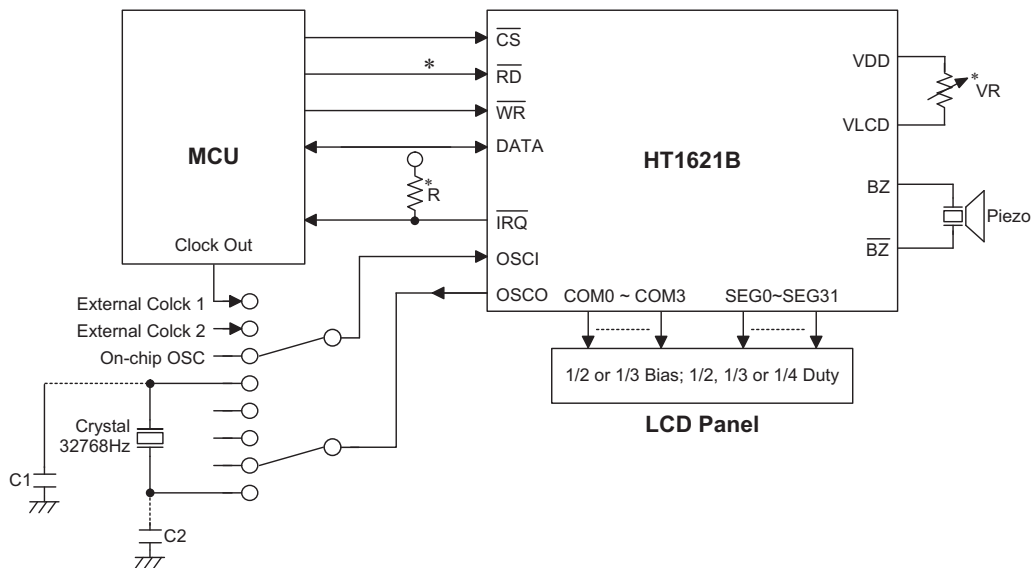 MCU
Clock Out
*
*
R
CS
RD
WR
DATA
IRQ
OSCI
OSCO
HT1621B
VDD
VLCD
*
VR
BZ
BZ
Piezo
COM0 ~ COM3
SEG0~SEG31
1/2 or 1/3 Bias; 1/2, 1/3 or 1/4 Duty
LCD Panel
External Colck 1
External Colck 2
On-chip OSC
Crystal
32768Hz
C1
C2